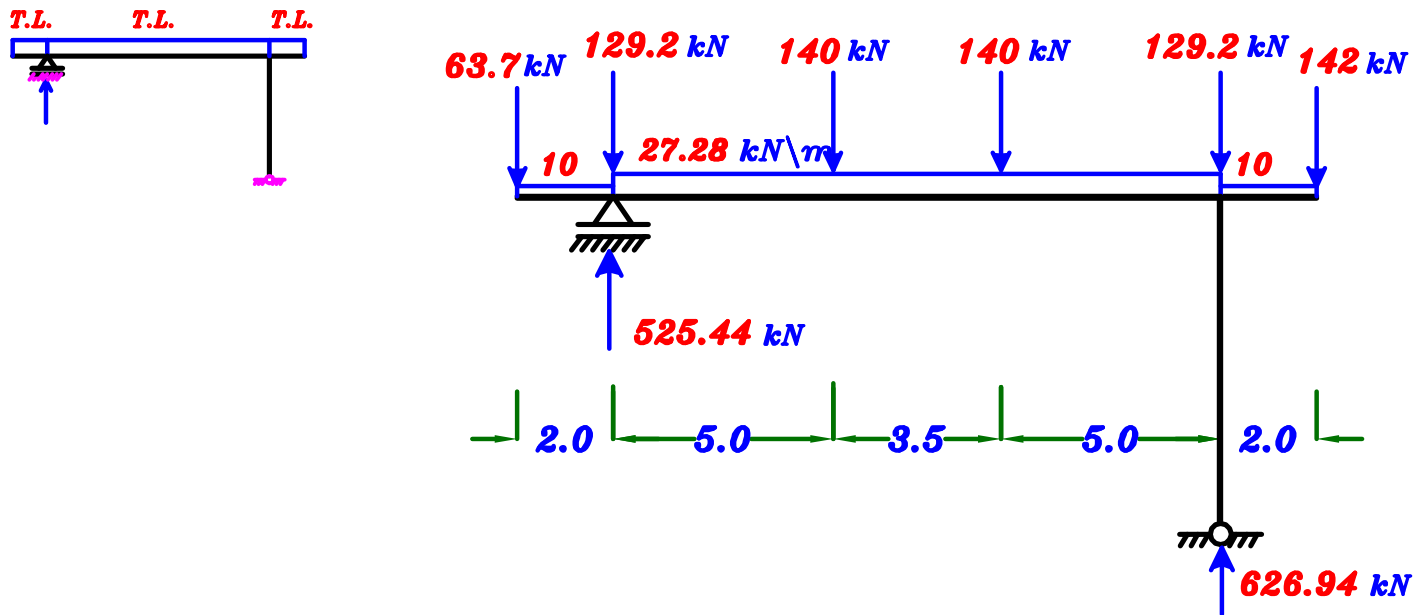 T.L. T.L. T.L.
63.7 kN 129.2 kN 140 kN 140 kN 129.2 kN 142 kN
10 27.28 kN\m 10
525.44 kN
2.0 5.0 3.5 5.0 2.0
626.94 kN